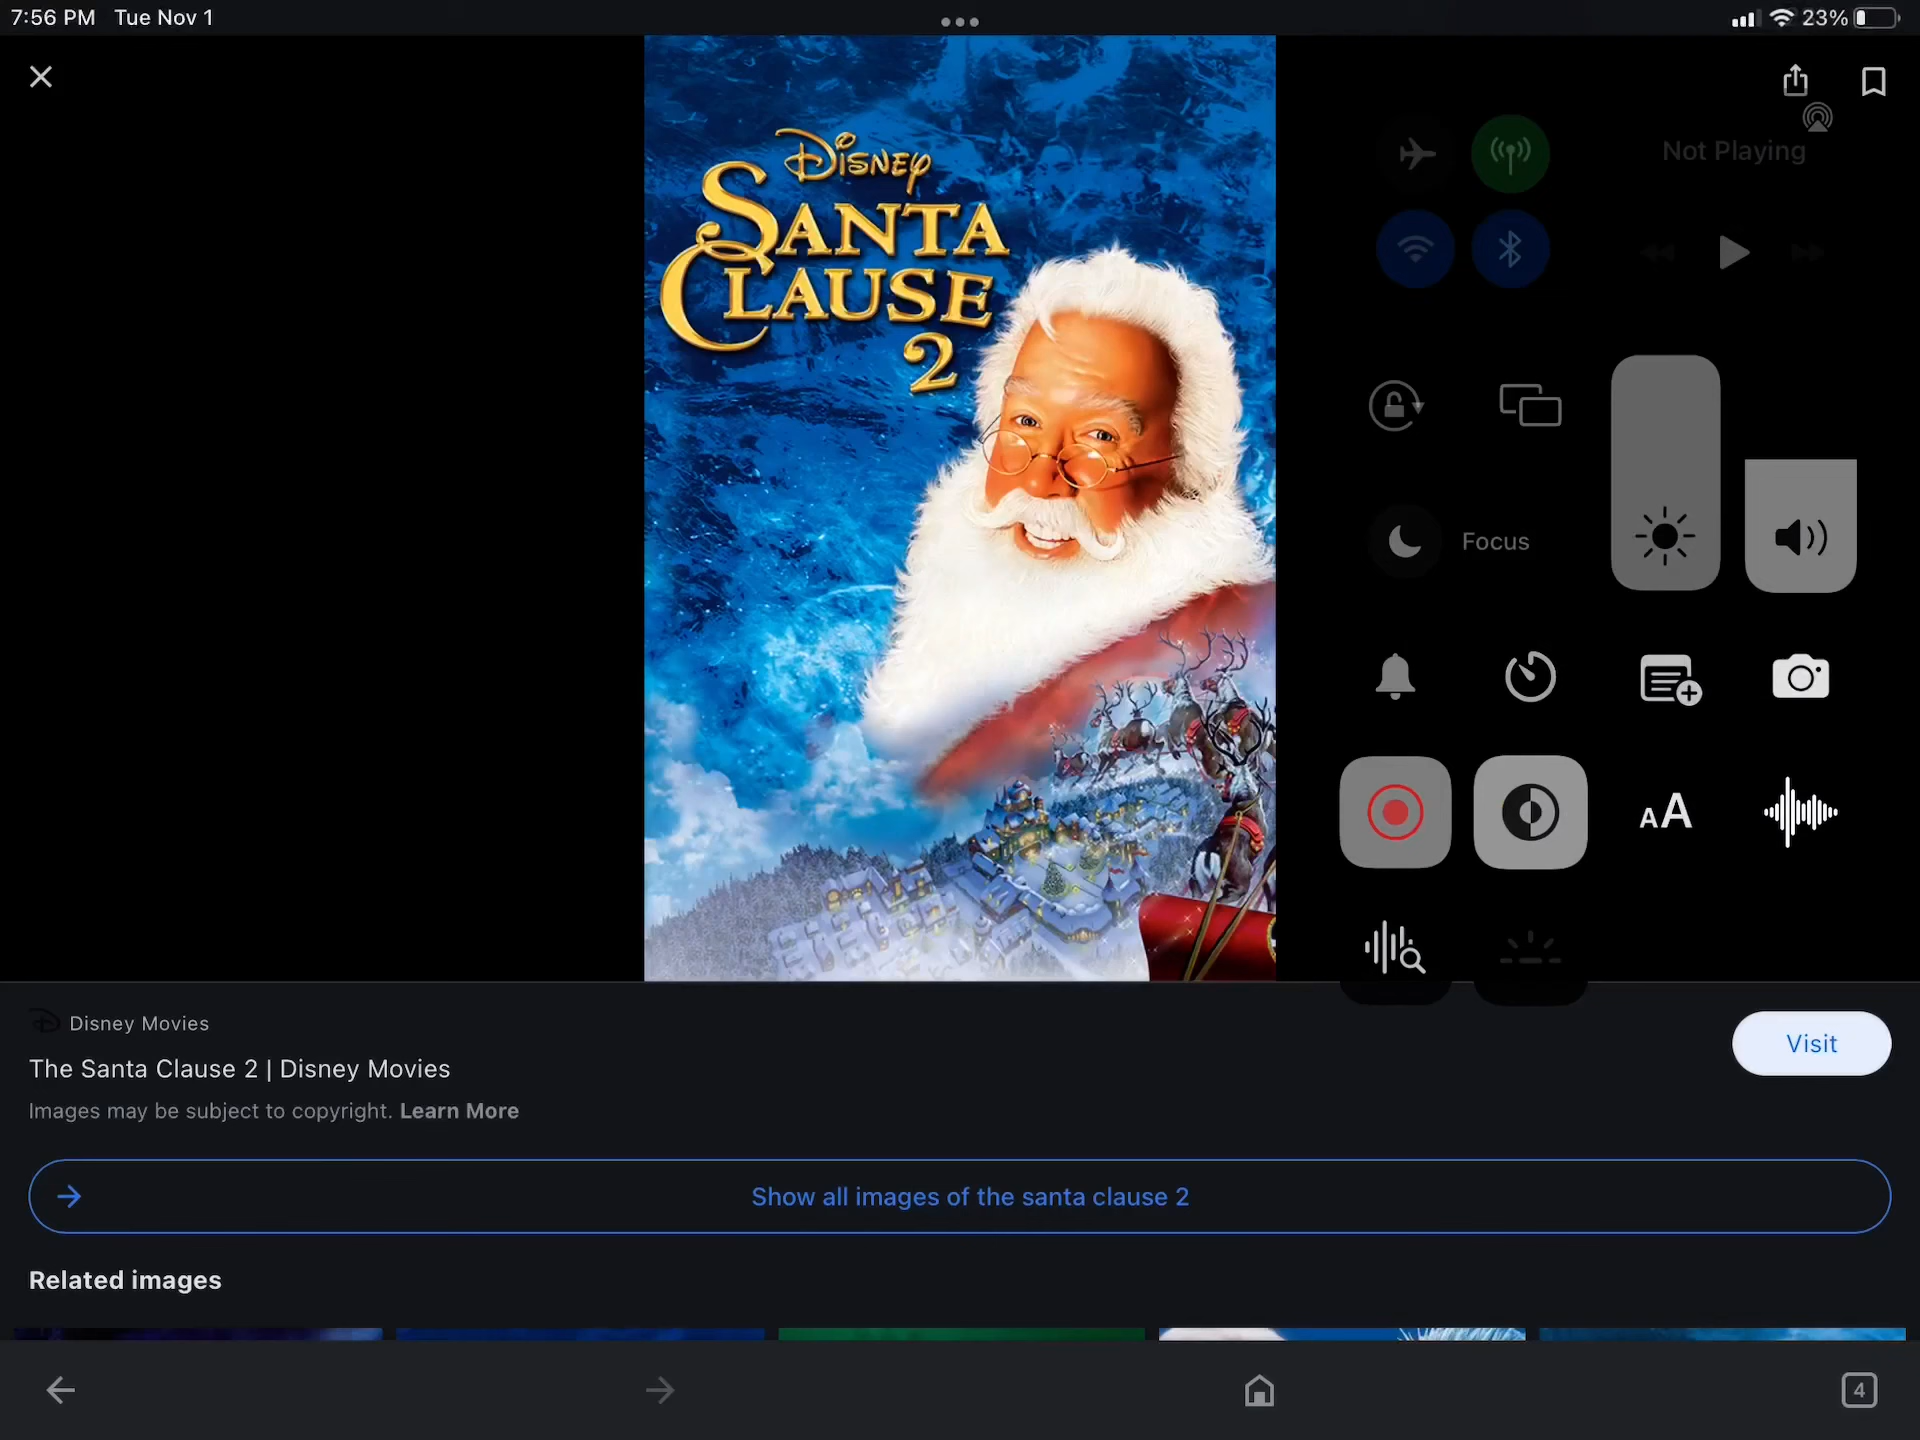 7:56 PM Tue Nov 1
23%
Not Playing
DISNEY
SANTA
CLAUSE
2
Focus
AA
Disney Movies
Visit
The Santa Clause 2 | Disney Movies
Images may be subject to copyright. Learn More
Show all images of the santa clause 2
Related images
4